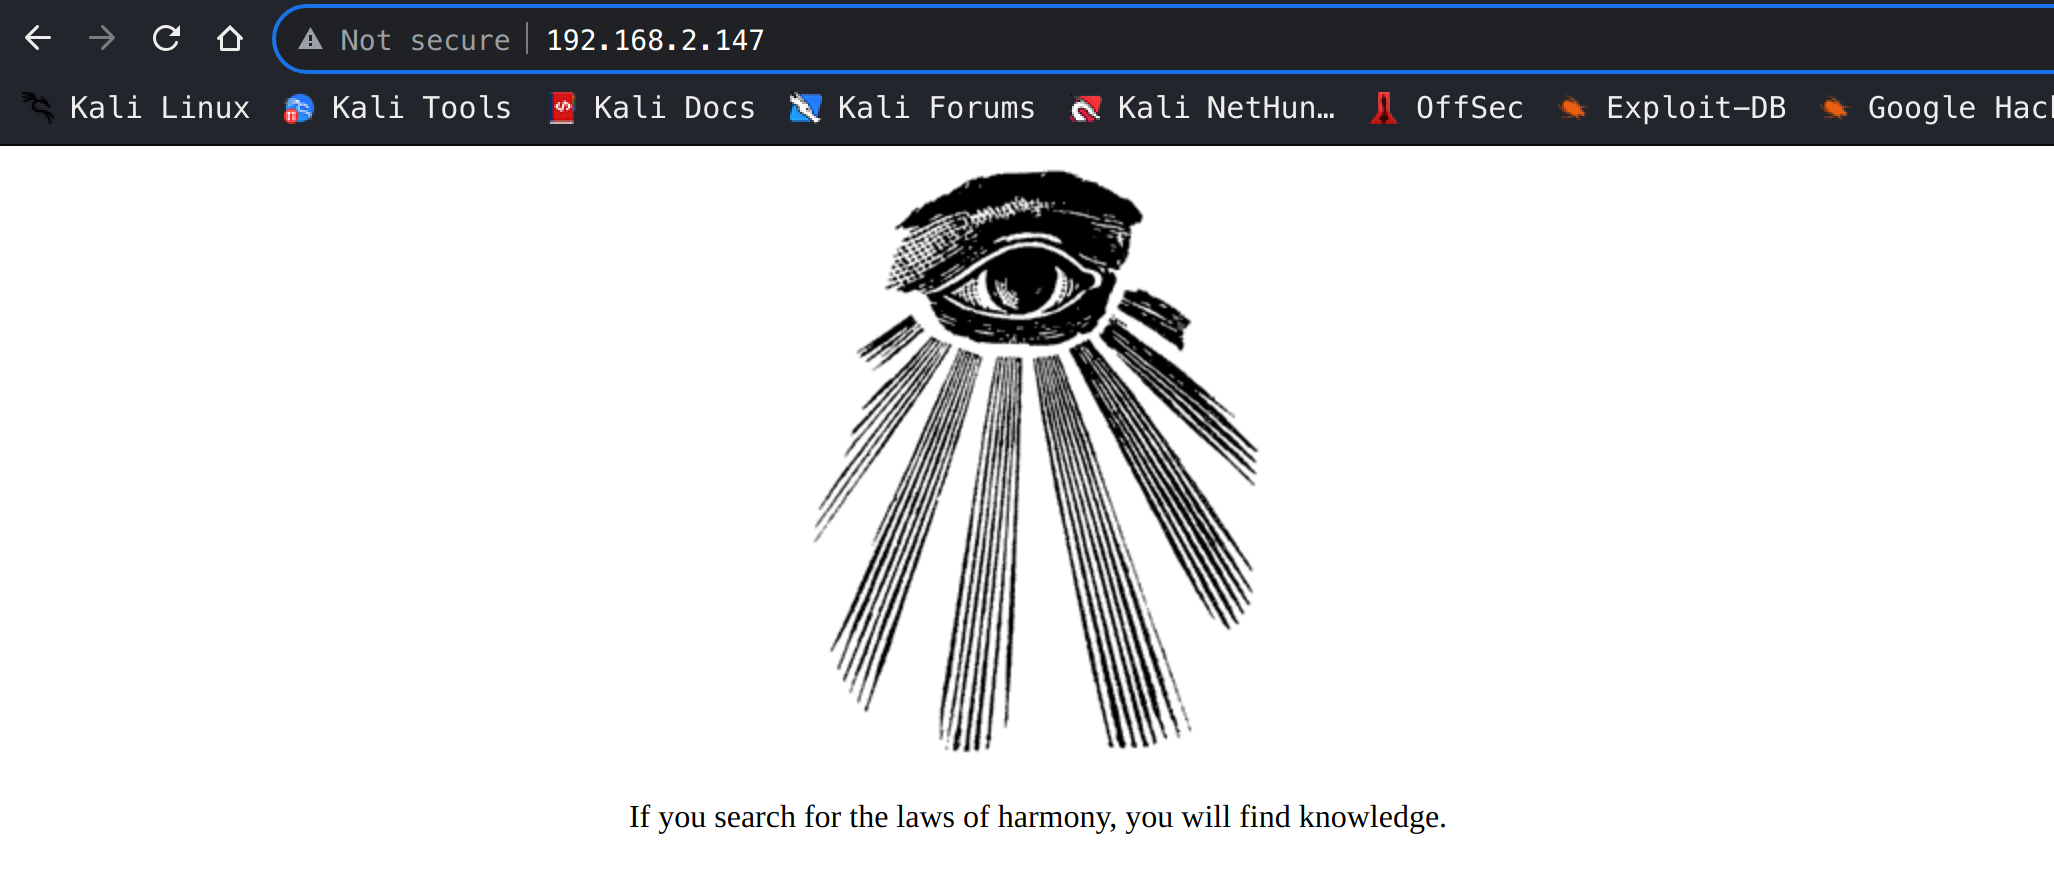 Not secure 192.168.2.147
Kali Linux Kali Tools Kali Docs Kali Forums Kali NetHun… OffSec Exploit-DB Google Hac
If you search for the laws of harmony, you will find knowledge.